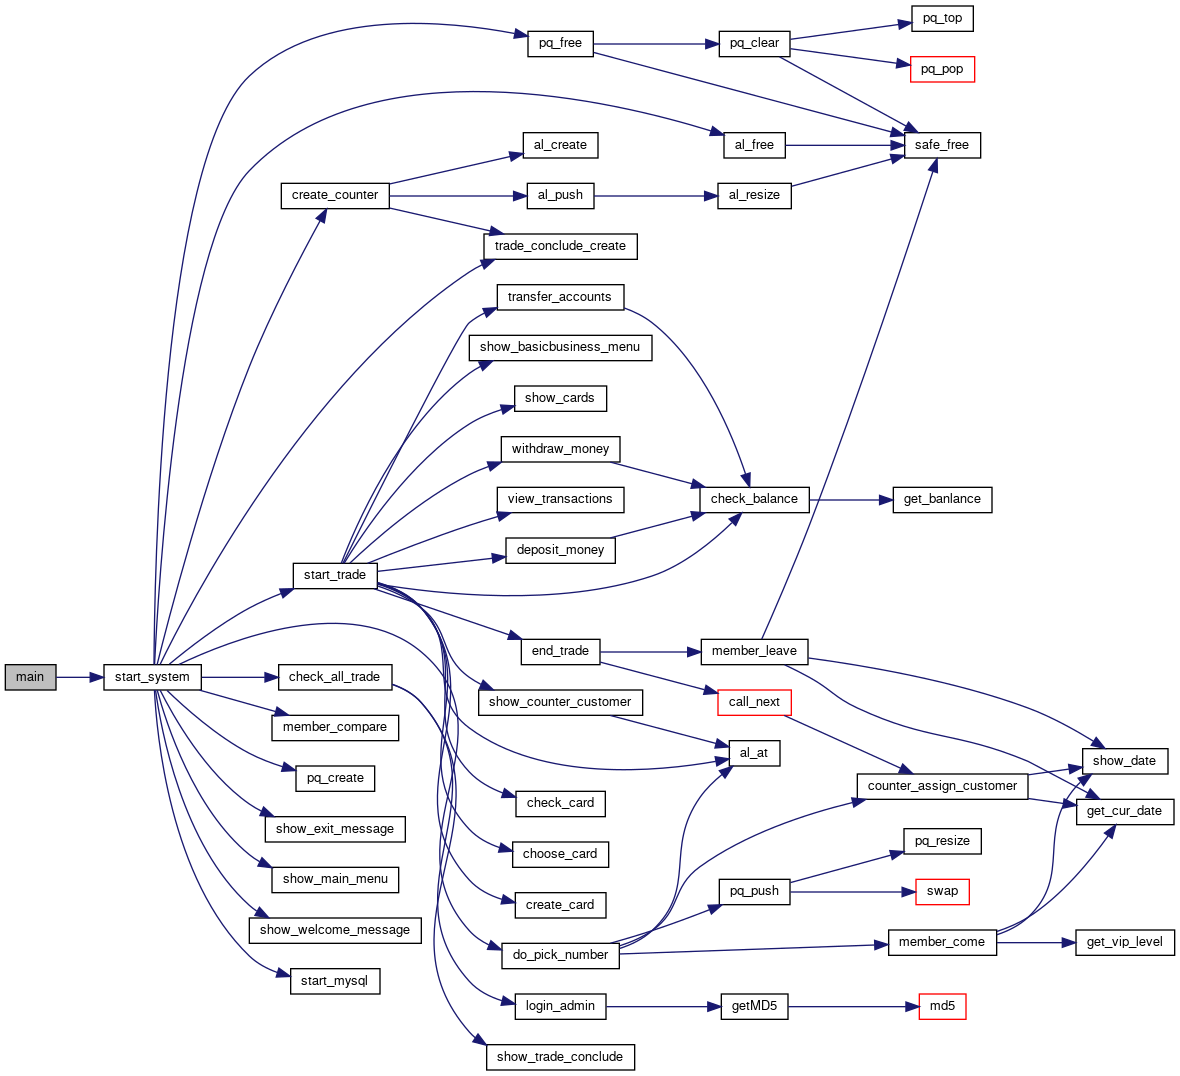 main
start_system
pq_free
pq_clear
pq_top
pq_pop
al_free
safe_free
create_counter
al_create
al_push
al_resize
trade_conclude_create
transfer_accounts
show_basicbusiness_menu
show_cards
withdraw_money
view_transactions
deposit_money
check_balance
get_banlance
start_trade
end_trade
member_leave
call_next
show_counter_customer
al_at
check_all_trade
member_compare
pq_create
show_exit_message
show_main_menu
show_welcome_message
start_mysql
check_card
choose_card
create_card
do_pick_number
login_admin
show_trade_conclude
counter_assign_customer
show_date
get_cur_date
pq_push
pq_resize
swap
member_come
get_vip_level
getMD5
md5